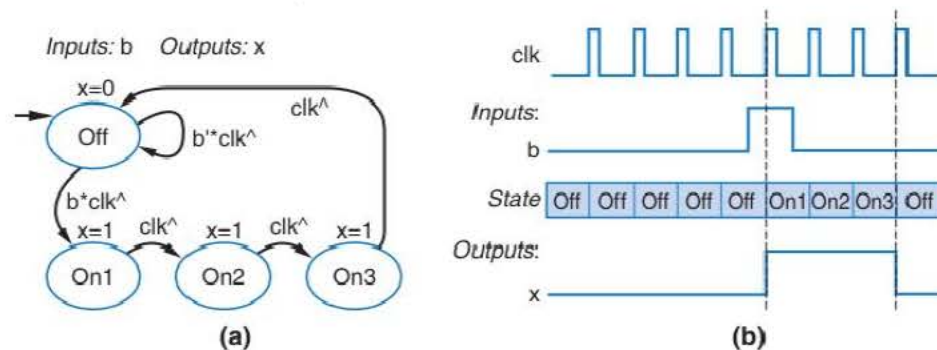 Inputs: b Outputs: x
x=0
clk^
Off
b'*clk^
b*clk^
x=1 clk^ x=1 clk^ x=1
On1 On2 On3
(a)
clk
Inputs:
b
State Off Off Off Off Off On1 On2 On3 Off
Outputs:
x
(b)